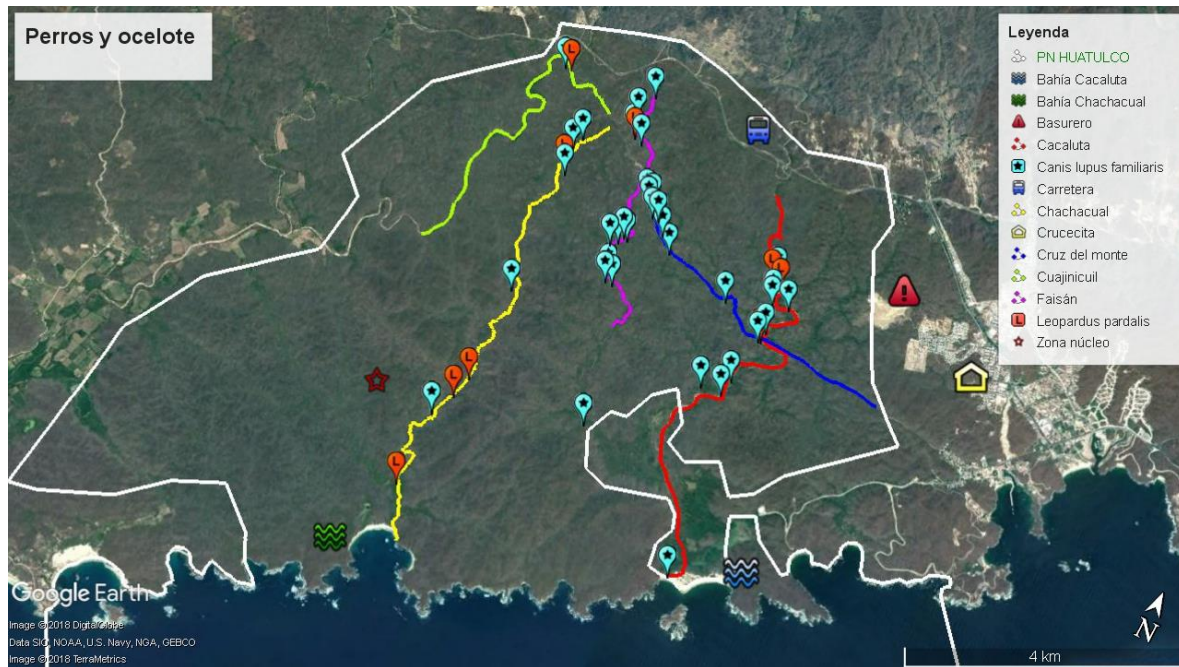 Perros y ocelote
Leyenda
PN HUATULCO
Bahía Cacaluta
Bahía Chachacual
Basurero
Cacaluta
Canis lupus familiaris
Carretera
Chachacual
Crucecita
Cruz del monte
Cuajinicuil
Faisán
Leopardus pardalis
Zona núcleo
Google Earth
Image © 2018 DigitalGlobe
Data SIO, NOAA, U.S. Navy, NGA, GEBCO
Image © 2018 TerraMetrics
N
4 km